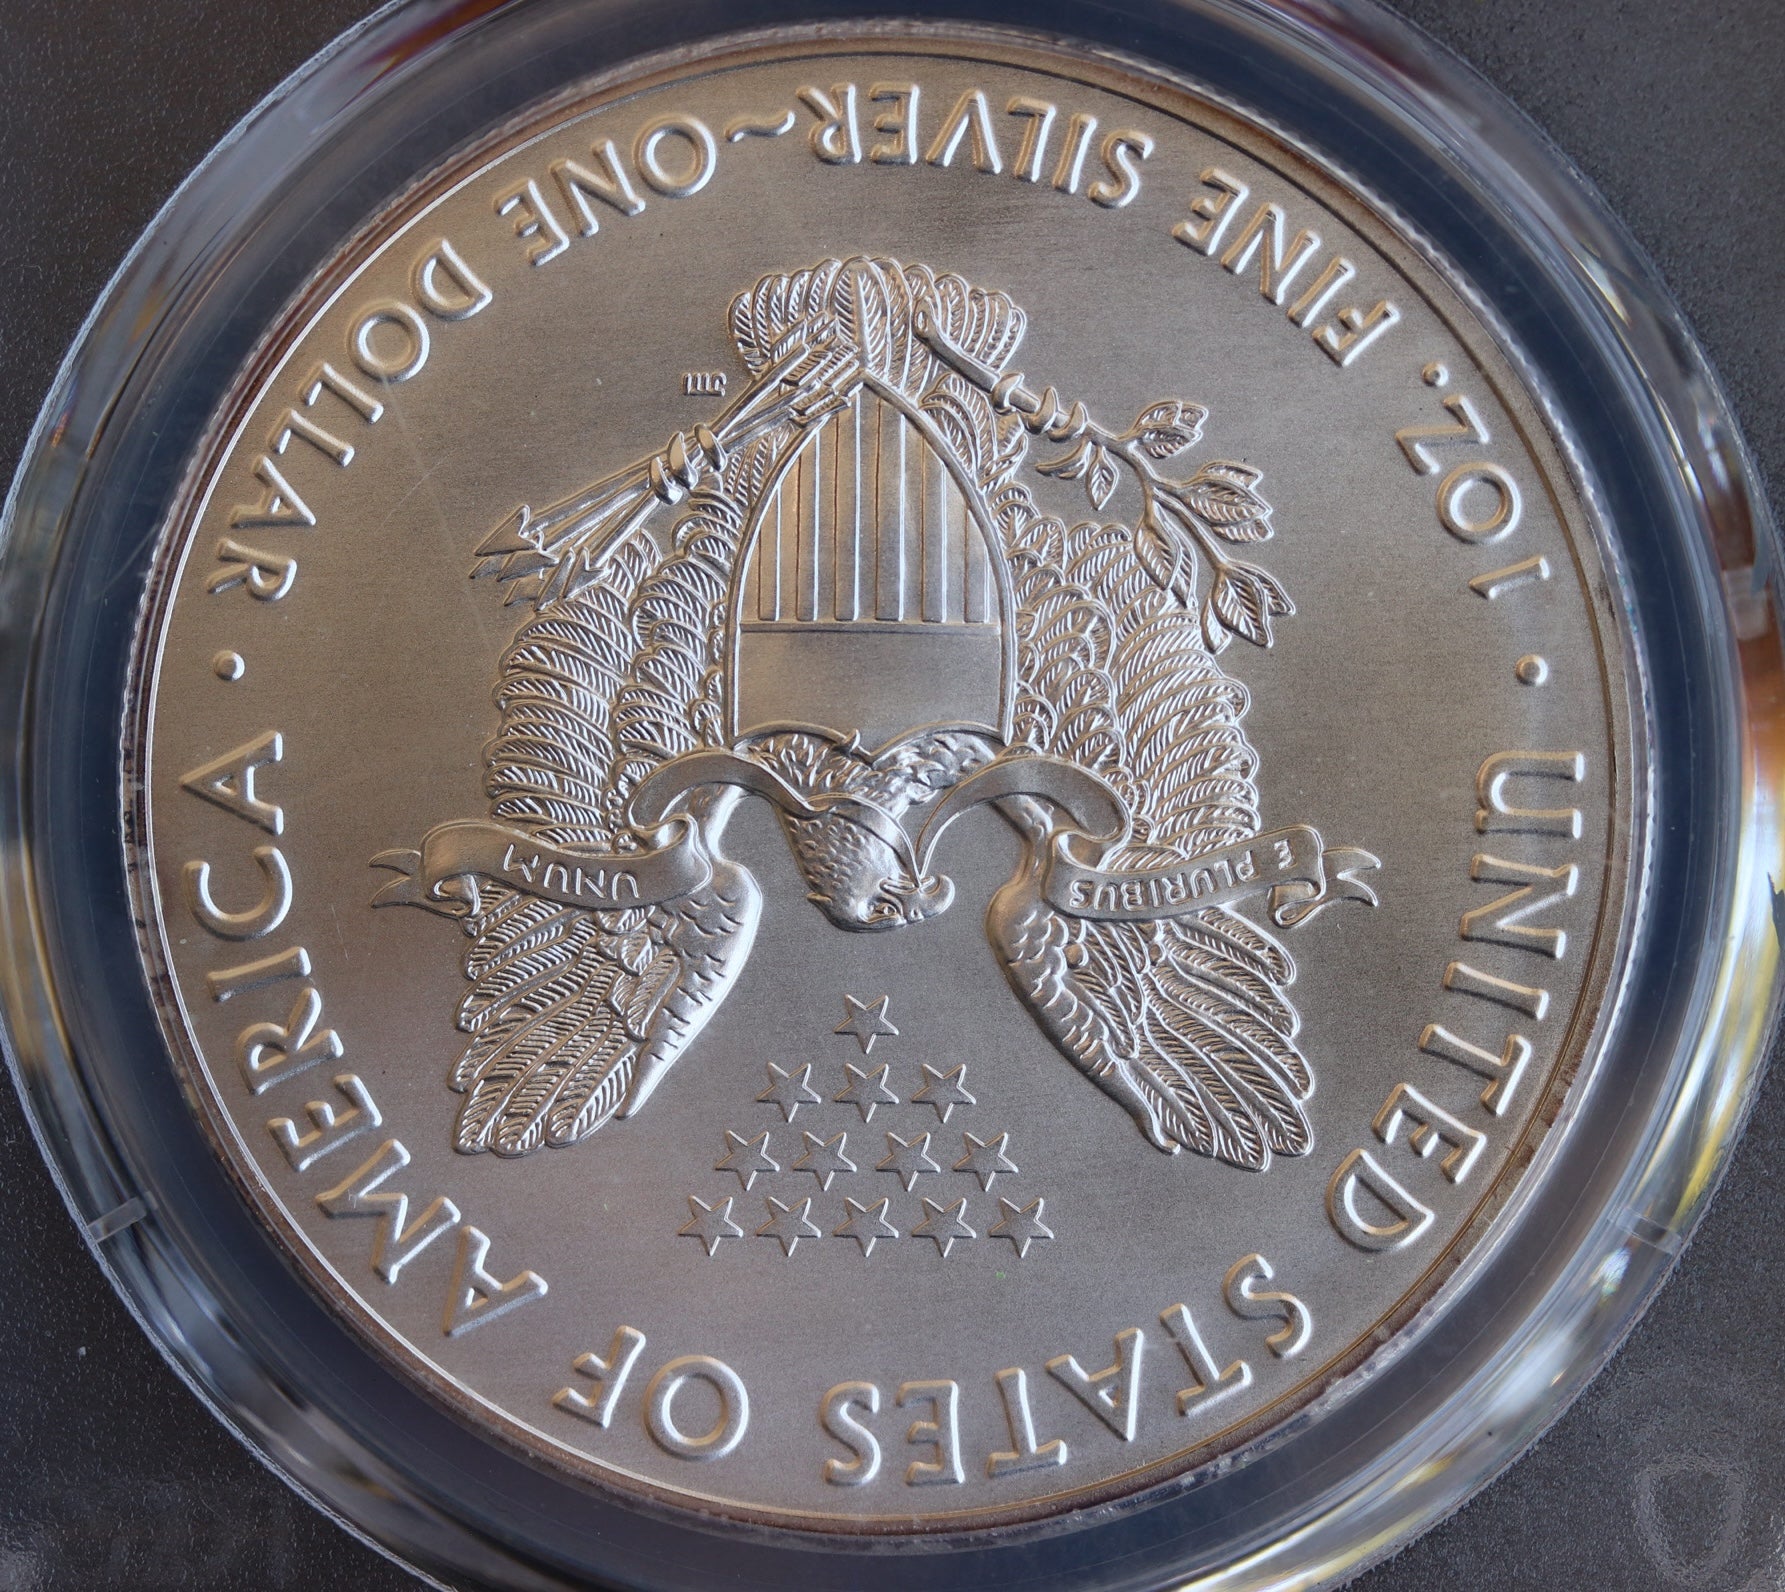 UNITED STATES OF AMERICA
· 1 OZ. FINE SILVER~ONE DOLLAR ·
E PLURIBUS UNUM